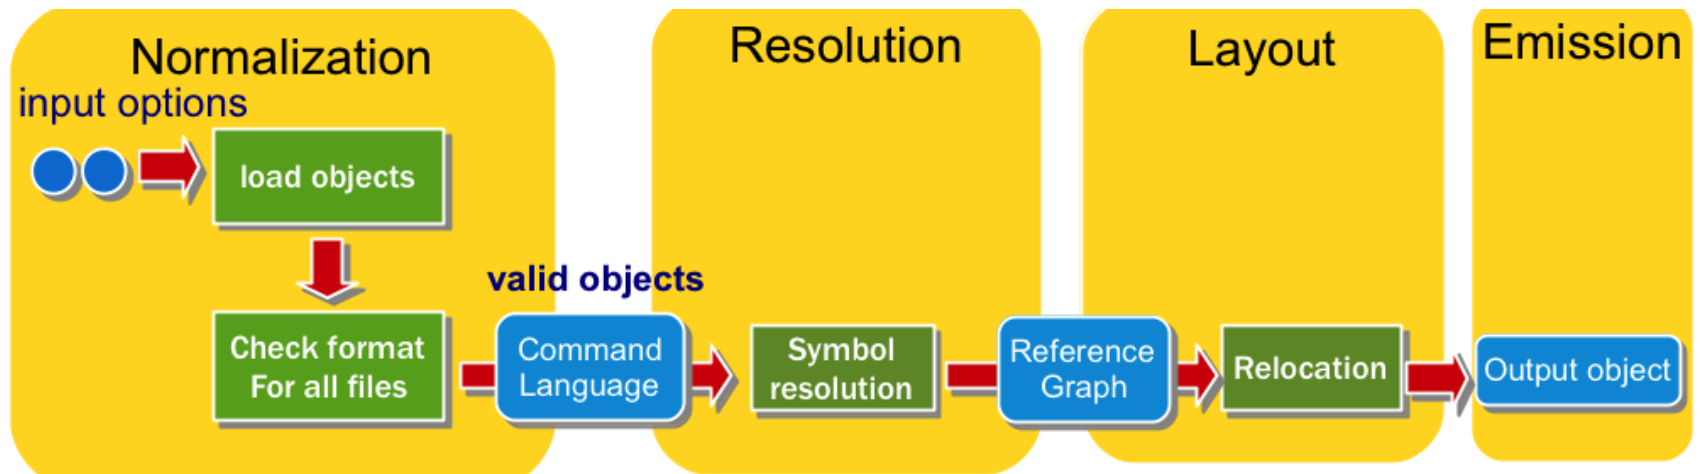 Normalization
Resolution
Layout
Emission
input options
load objects
valid objects
Check format
For all files
Command
Language
Symbol
resolution
Reference
Graph
Relocation
Output object